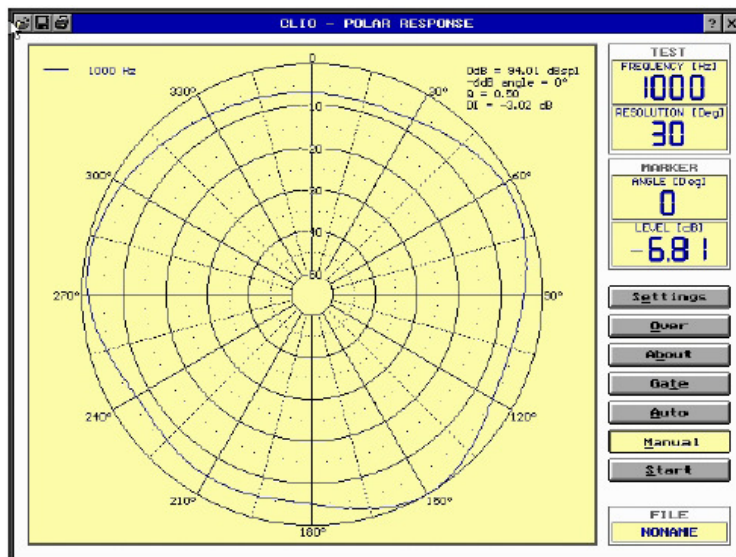 CLIO - POLAR RESPONSE
? X
1000 Hz
0dB = 94.01 dBspl
-6dB angle = 0°
Q = 0.50
DI = -3.02 dB
0
30°
60°
90°
120°
150°
180°
210°
240°
270°
300°
330°
10
20
30
40
50
TEST
FREQUENCY [Hz]
1000
RESOLUTION [Deg]
30
MARKER
ANGLE [Deg]
0
LEVEL [dB]
-6.81
Settings
Over
About
Gate
Auto
Manual
Start
FILE
NONAME